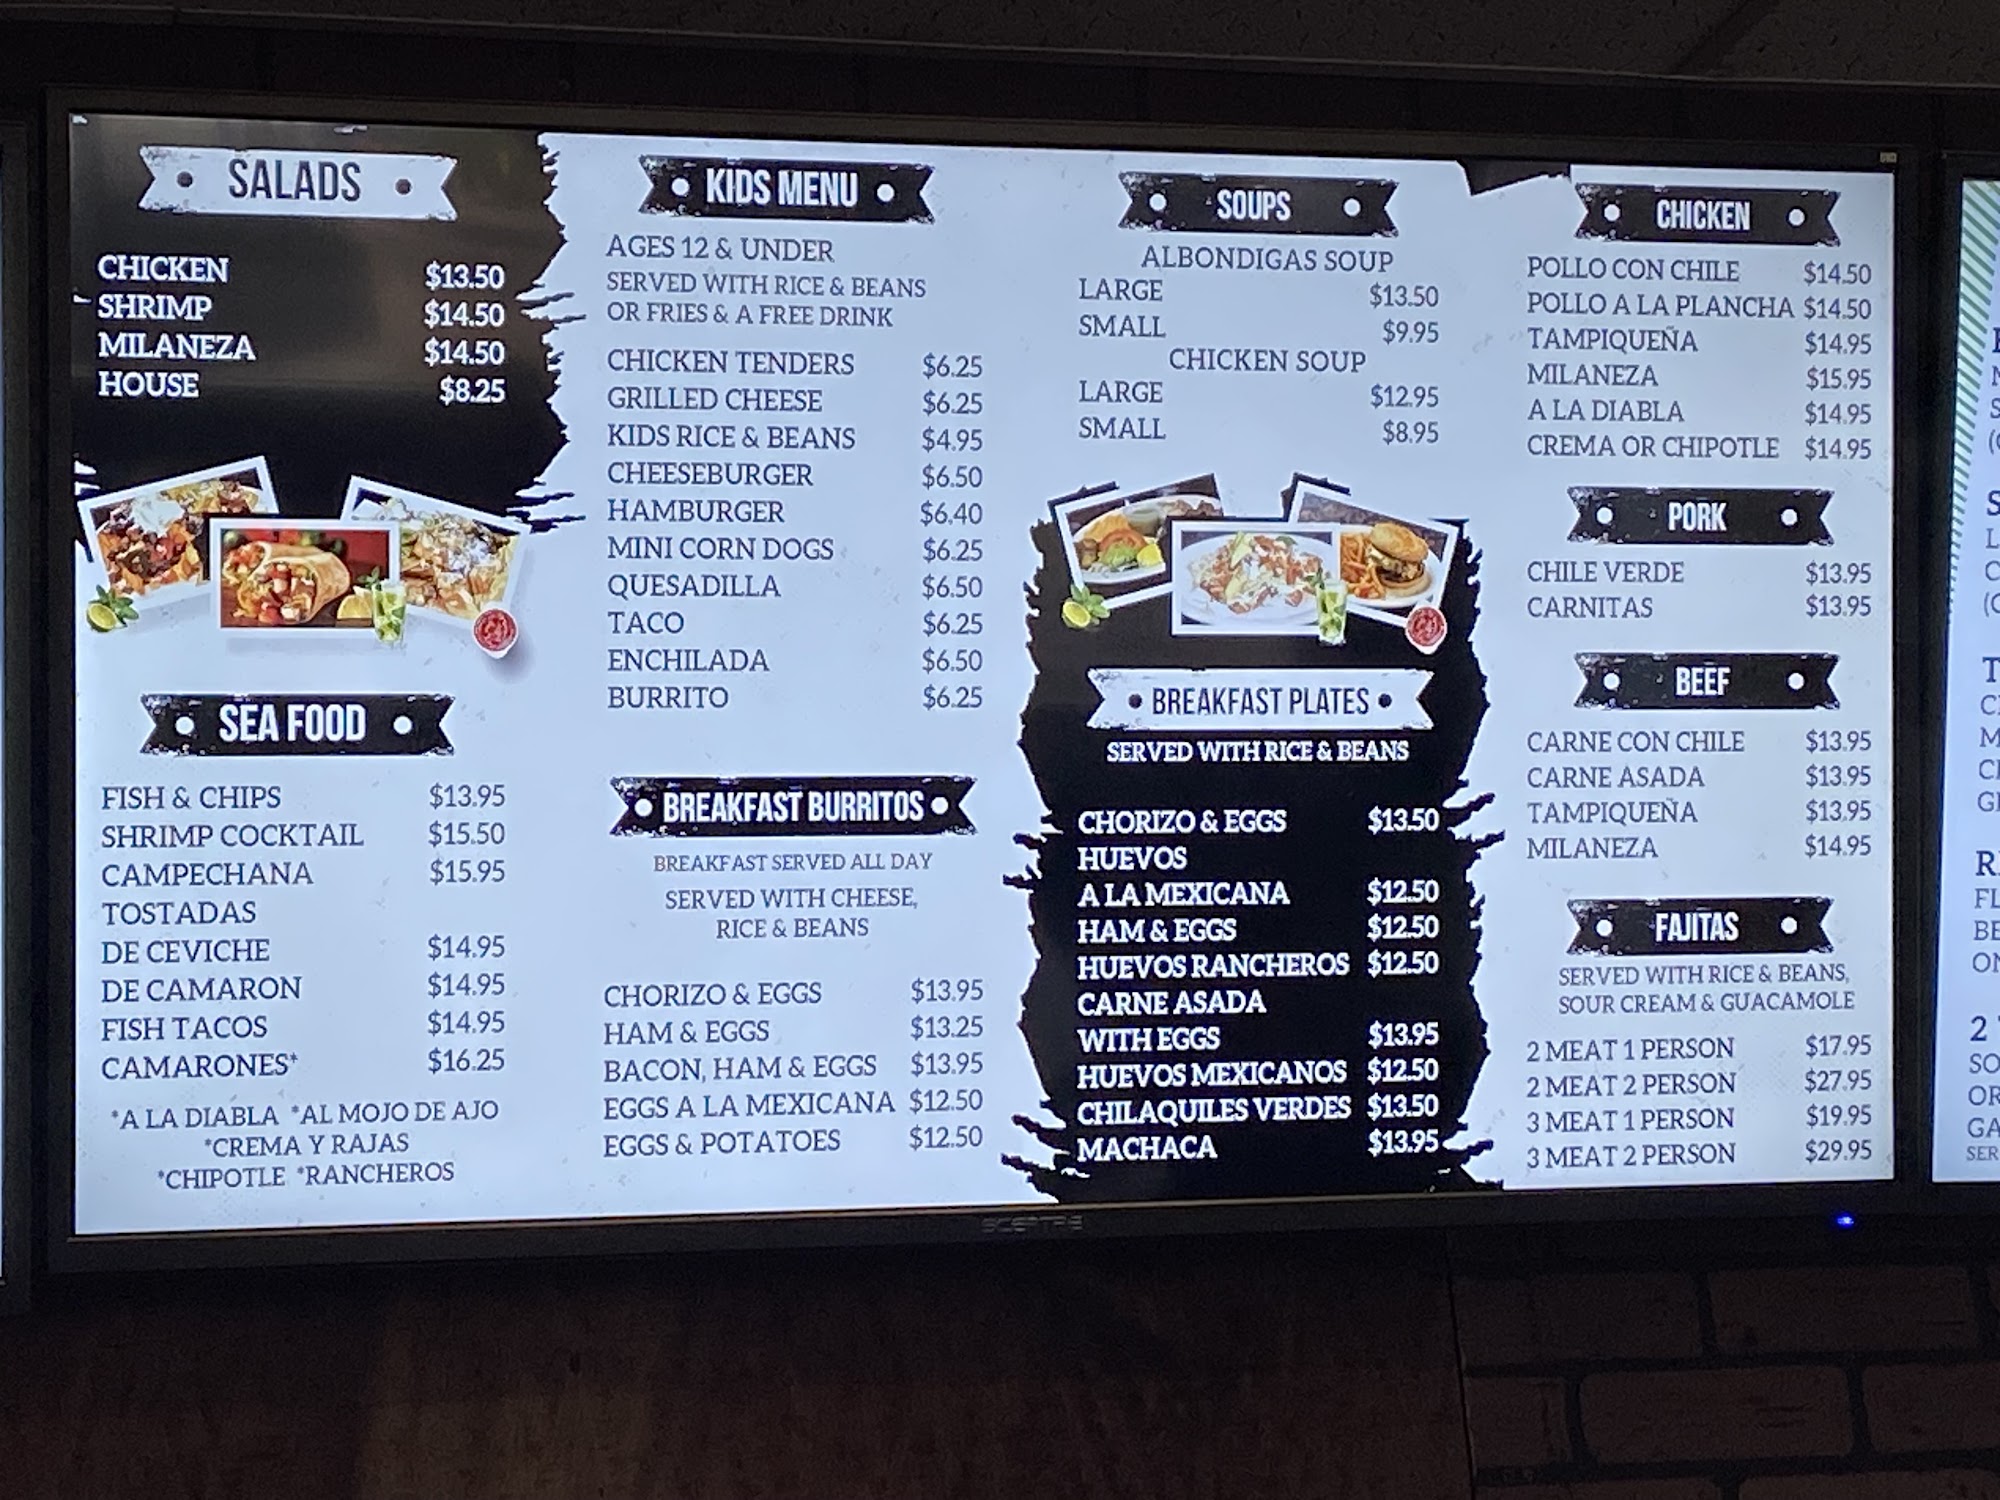 SALADS
CHICKEN $13.50
SHRIMP $14.50
MILANEZA $14.50
HOUSE $8.25
SEA FOOD
FISH & CHIPS $13.95
SHRIMP COCKTAIL $15.50
CAMPECHANA $15.95
TOSTADAS
DE CEVICHE $14.95
DE CAMARON $14.95
FISH TACOS $14.95
CAMARONES* $16.25
*A LA DIABLA *AL MOJO DE AJO
*CREMA Y RAJAS
*CHIPOTLE *RANCHEROS
KIDS MENU
AGES 12 & UNDER
SERVED WITH RICE & BEANS
OR FRIES & A FREE DRINK
CHICKEN TENDERS $6.25
GRILLED CHEESE $6.25
KIDS RICE & BEANS $4.95
CHEESEBURGER $6.50
HAMBURGER $6.40
MINI CORN DOGS $6.25
QUESADILLA $6.50
TACO $6.25
ENCHILADA $6.50
BURRITO $6.25
BREAKFAST BURRITOS
BREAKFAST SERVED ALL DAY
SERVED WITH CHEESE,
RICE & BEANS
CHORIZO & EGGS $13.95
HAM & EGGS $13.25
BACON, HAM & EGGS $13.95
EGGS A LA MEXICANA $12.50
EGGS & POTATOES $12.50
SOUPS
ALBONDIGAS SOUP
LARGE $13.50
SMALL $9.95
CHICKEN SOUP
LARGE $12.95
SMALL $8.95
BREAKFAST PLATES
SERVED WITH RICE & BEANS
CHORIZO & EGGS $13.50
HUEVOS
A LA MEXICANA $12.50
HAM & EGGS $12.50
HUEVOS RANCHEROS $12.50
CARNE ASADA
WITH EGGS $13.95
HUEVOS MEXICANOS $12.50
CHILAQUILES VERDES $13.50
MACHACA $13.95
CHICKEN
POLLO CON CHILE $14.50
POLLO A LA PLANCHA $14.50
TAMPIQUEÑA $14.95
MILANEZA $15.95
A LA DIABLA $14.95
CREMA OR CHIPOTLE $14.95
PORK
CHILE VERDE $13.95
CARNITAS $13.95
BEEF
CARNE CON CHILE $13.95
CARNE ASADA $13.95
TAMPIQUEÑA $13.95
MILANEZA $14.95
FAJITAS
SERVED WITH RICE & BEANS,
SOUR CREAM & GUACAMOLE
2 MEAT 1 PERSON $17.95
2 MEAT 2 PERSON $27.95
3 MEAT 1 PERSON $19.95
3 MEAT 2 PERSON $29.95
SCEPTRE